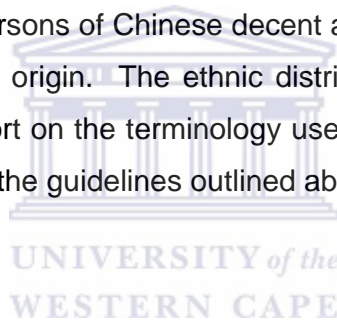 rsons of Chinese decent a
origin. The ethnic distri
rt on the terminology use
the guidelines outlined ab
UNIVERSITY of the
WESTERN CAPE